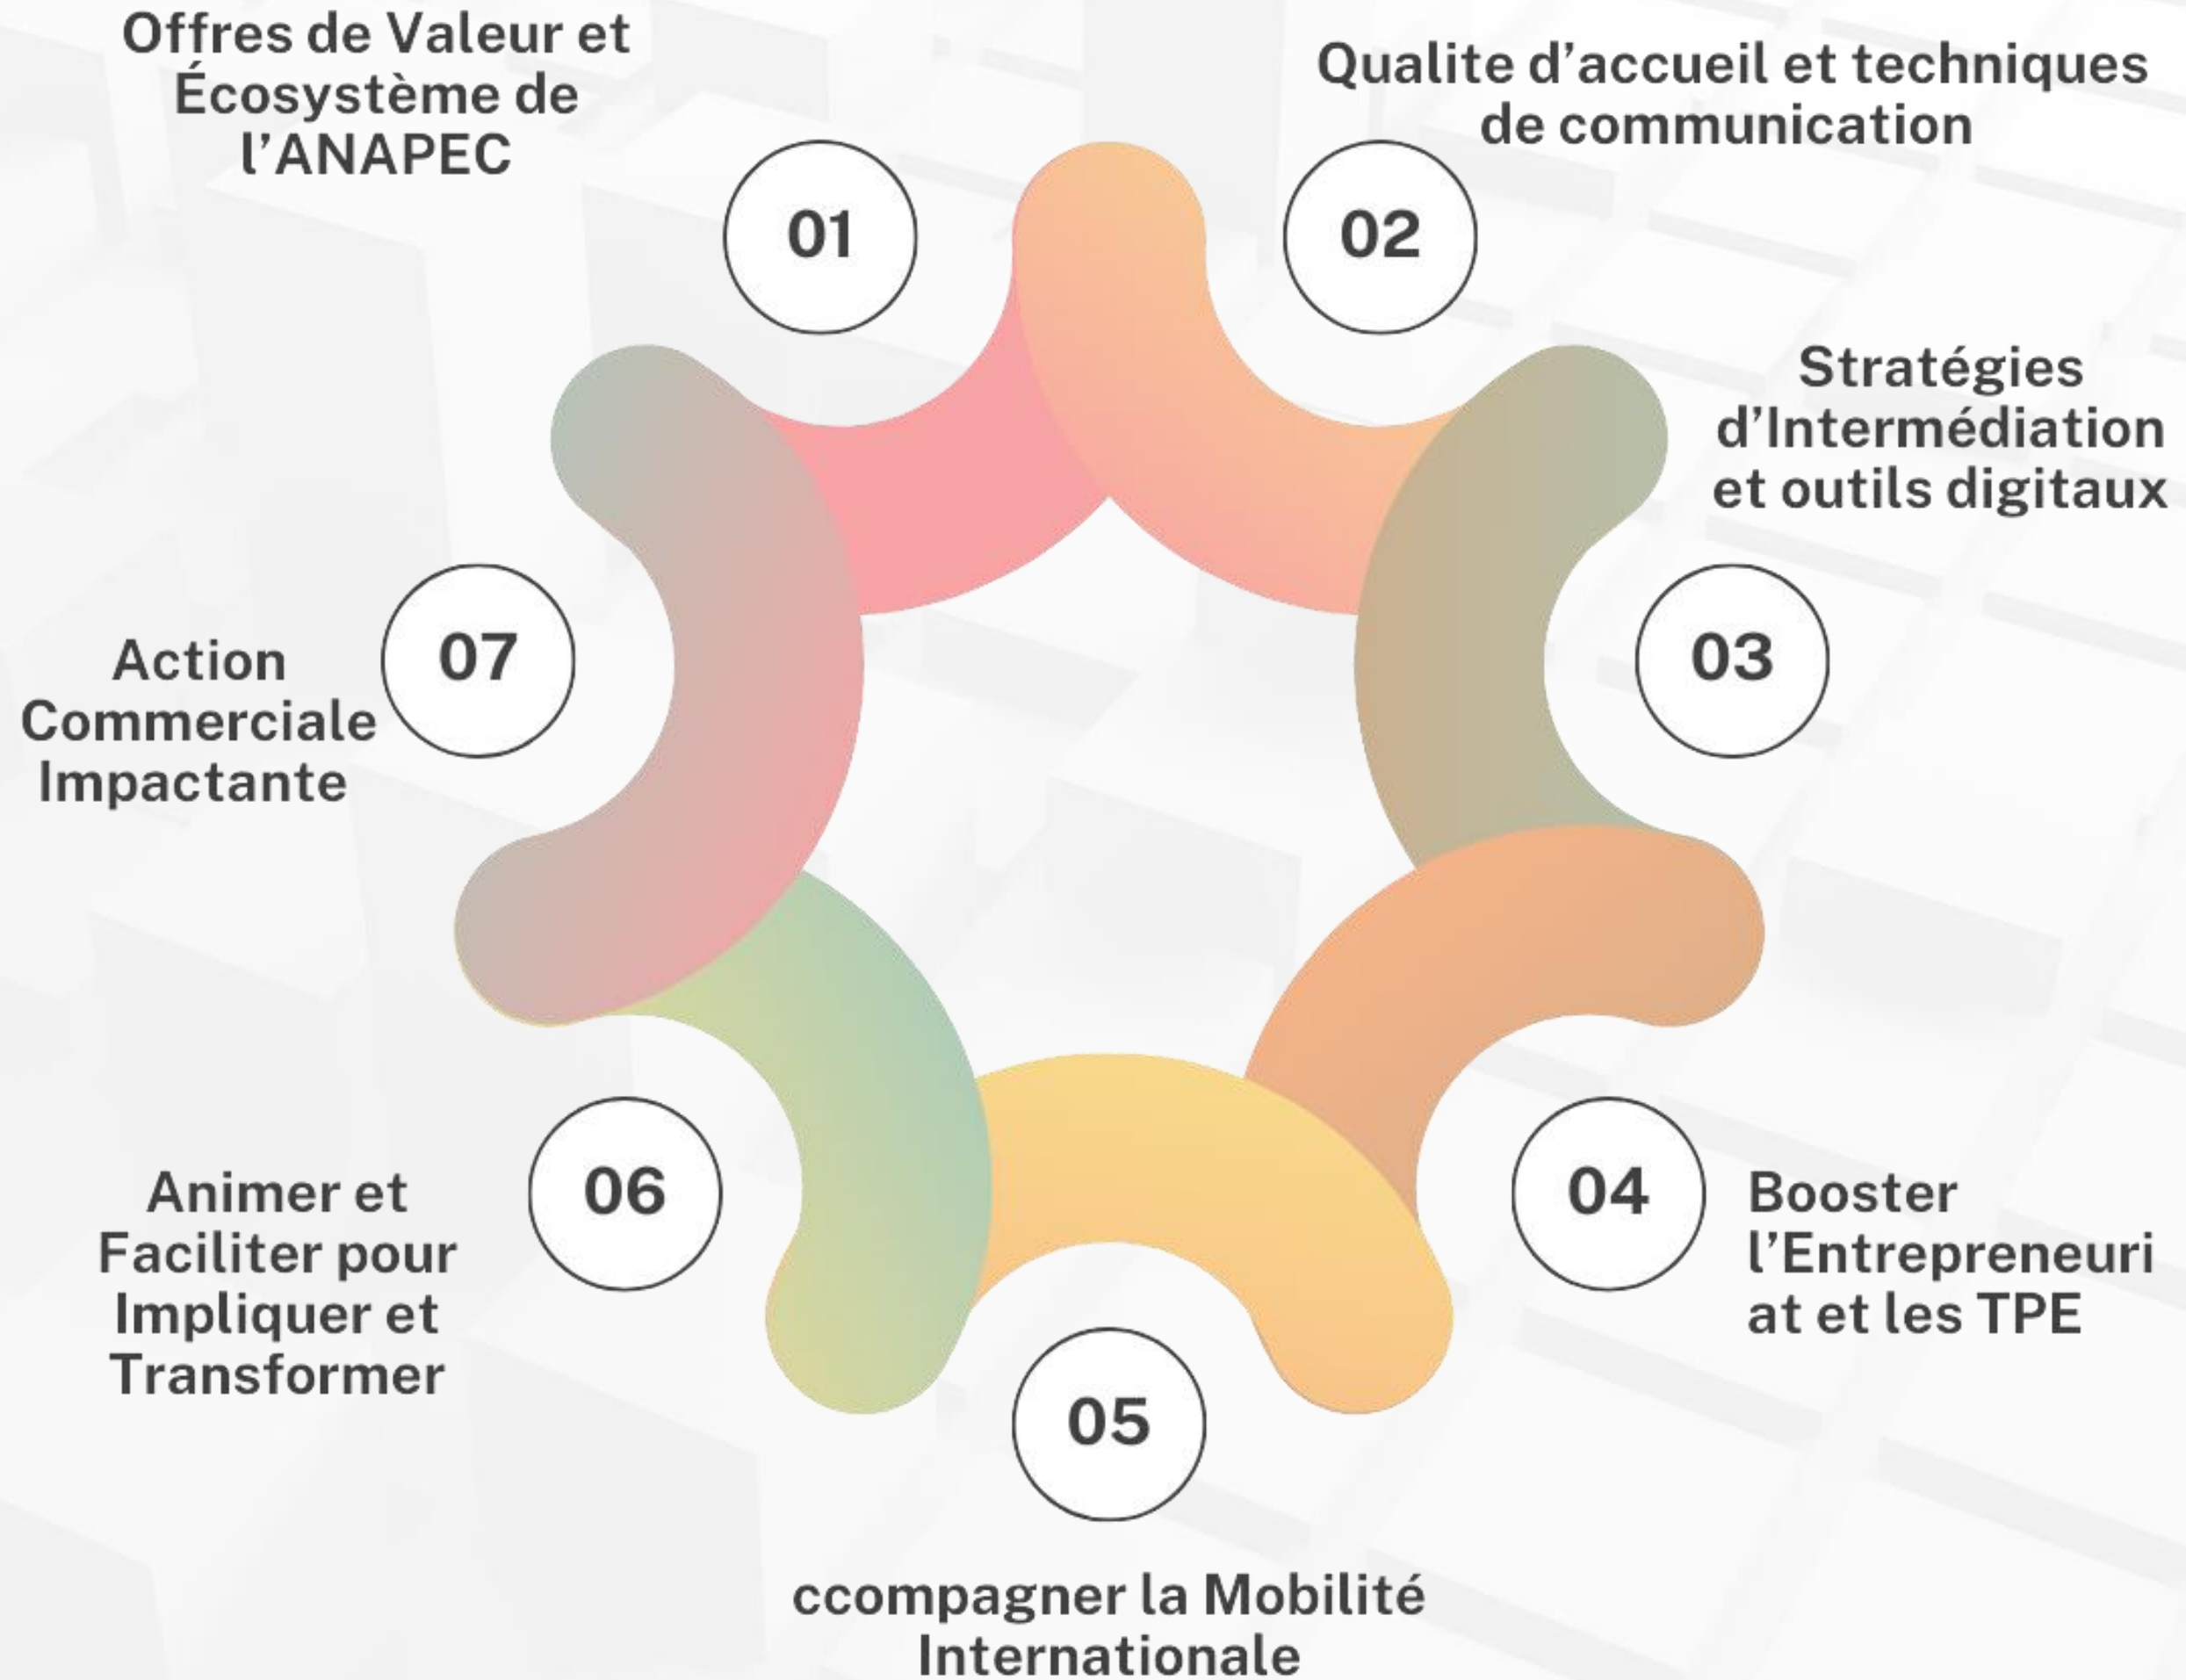 Offres de Valeur et
Écosystème de
l’ANAPEC
01
Qualite d’accueil et techniques
de communication
02
Stratégies
d’Intermédiation
et outils digitaux
03
04
Booster
l’Entrepreneuri
at et les TPE
05
ccompagner la Mobilité
Internationale
06
Animer et
Faciliter pour
Impliquer et
Transformer
07
Action
Commerciale
Impactante